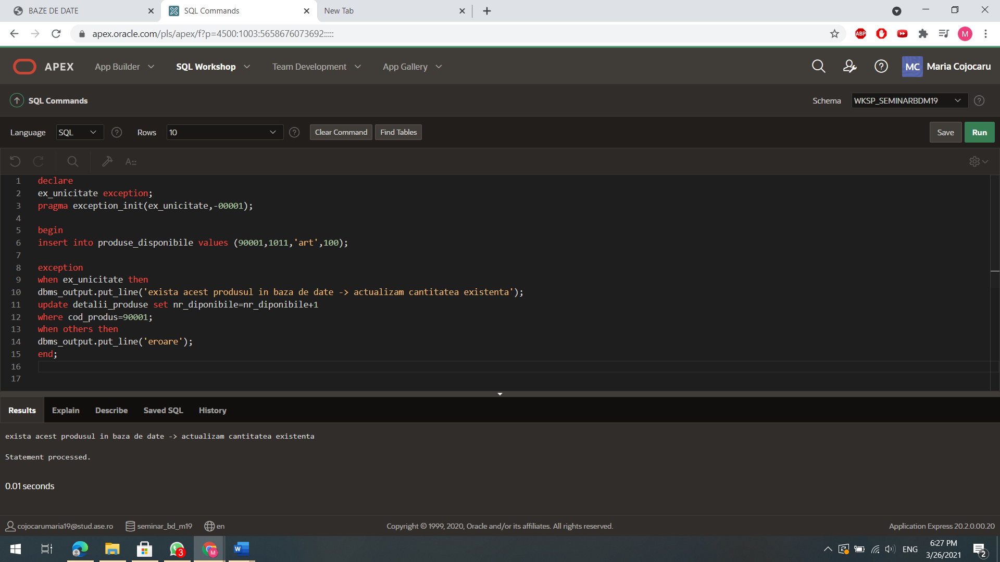 BAZE DE DATE
SQL Commands
New Tab
apex.oracle.com/pls/apex/f?p=4500:1003:5658676073692:::::
ABP
M
APEX
App Builder
SQL Workshop
Team Development
App Gallery
MC
Maria Cojocaru
SQL Commands
Schema
WKSP_SEMINARBDM19
Language
SQL
Rows
10
Clear Command
Find Tables
Save
Run
1 declare
2 ex_unicitate exception;
3 pragma exception_init(ex_unicitate,-00001);
4
5 begin
6 insert into produse_disponibile values (90001,1011,'art',100);
7
8 exception
9 when ex_unicitate then
10 dbms_output.put_line('exista acest produsul in baza de date -> actualizam cantitatea existenta');
11 update detalii_produse set nr_diponibile=nr_diponibile+1
12 where cod_produs=90001;
13 when others then
14 dbms_output.put_line('eroare');
15 end;
16
17
Results
Explain
Describe
Saved SQL
History
exista acest produsul in baza de date -> actualizam cantitatea existenta
Statement processed.
0.01 seconds
cojocarumaria19@stud.ase.ro
seminar_bd_m19
en
Copyright © 1999, 2020, Oracle and/or its affiliates. All rights reserved.
Application Express 20.2.0.00.20
3
M
W
ENG
6:27 PM
3/26/2021
2